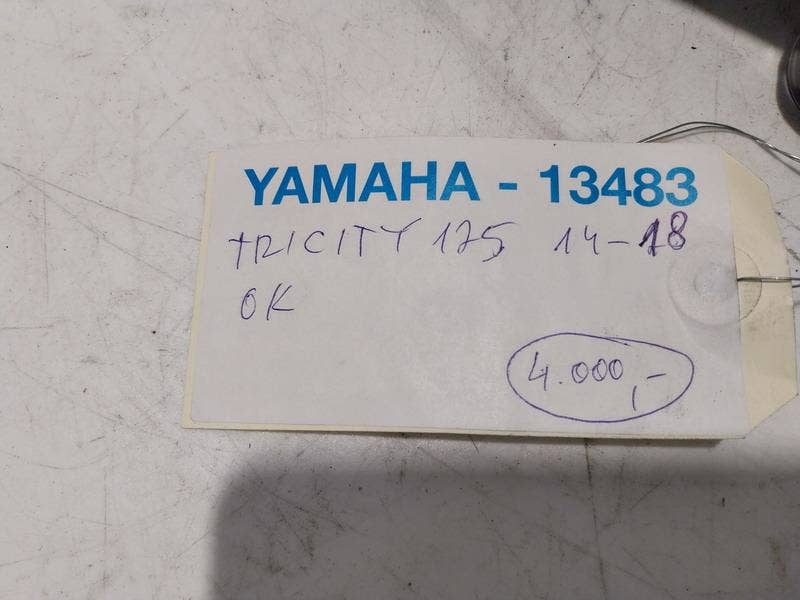 YAMAHA - 13483
TRICITY 125 14-18
OK
4.000,-